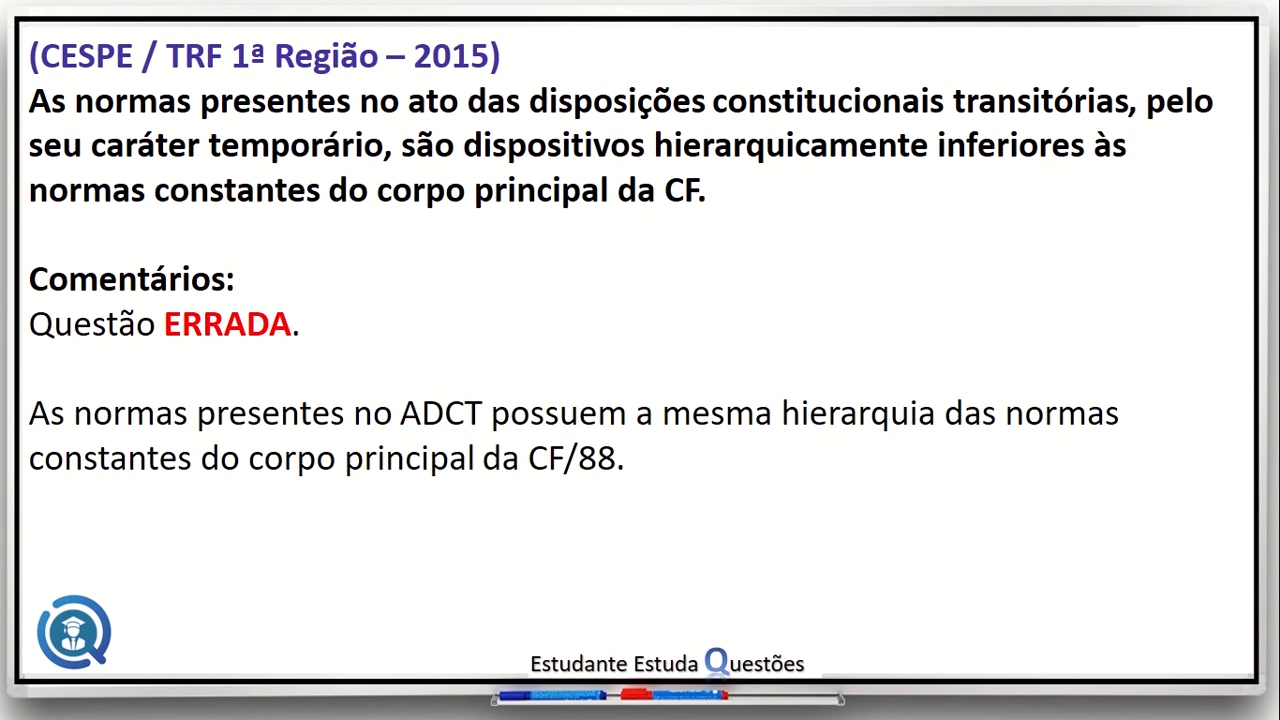 (CESPE / TRF 1ª Região – 2015)
As normas presentes no ato das disposições constitucionais transitórias, pelo
seu caráter temporário, são dispositivos hierarquicamente inferiores às
normas constantes do corpo principal da CF.
Comentários:
Questão ERRADA.
As normas presentes no ADCT possuem a mesma hierarquia das normas
constantes do corpo principal da CF/88.
Estudante Estuda Questões